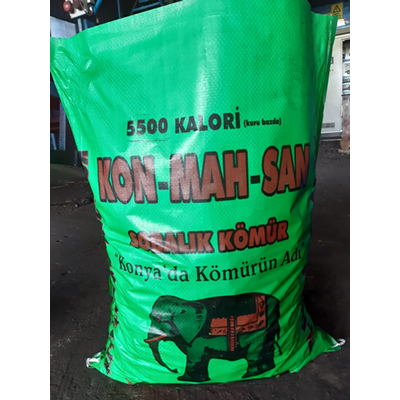 5500 KALORİ (kuru bazda)
KON-MAH-SAN
SOBALIK KÖMÜR
"Konya'da Kömürün Adı"